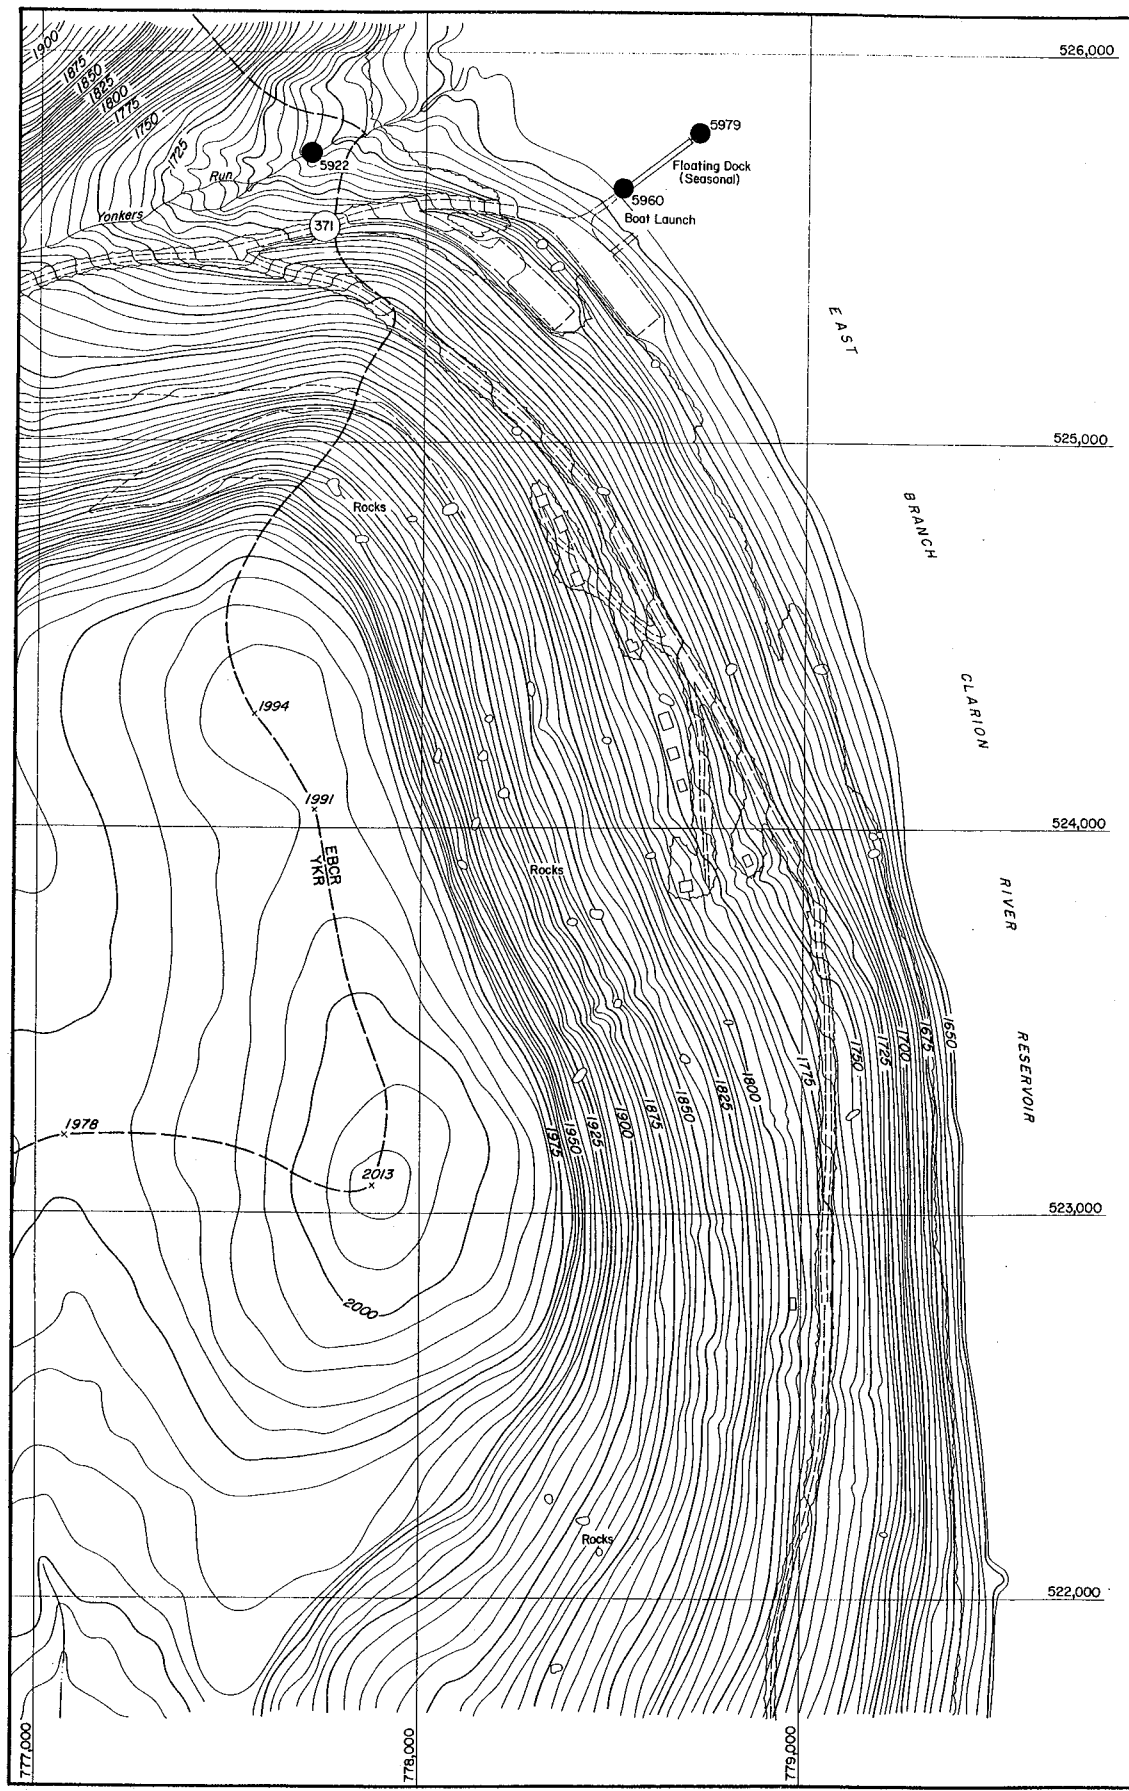 526,000
1900
1875
1850
1825
1800
1775
1750
1725
5979
5922
Floating Dock
(Seasonal)
5960
Boat Launch
Run
Yonkers
371
EAST
525,000
BRANCH
Rocks
CLARION
1994
1991
524,000
EBCR
YKR
Rocks
RIVER
RESERVOIR
1650
1675
1700
1725
1750
1775
1800
1825
1850
1875
1900
1925
1950
1975
1978
2013
523,000
2000
Rocks
522,000
777,000
778,000
779,000